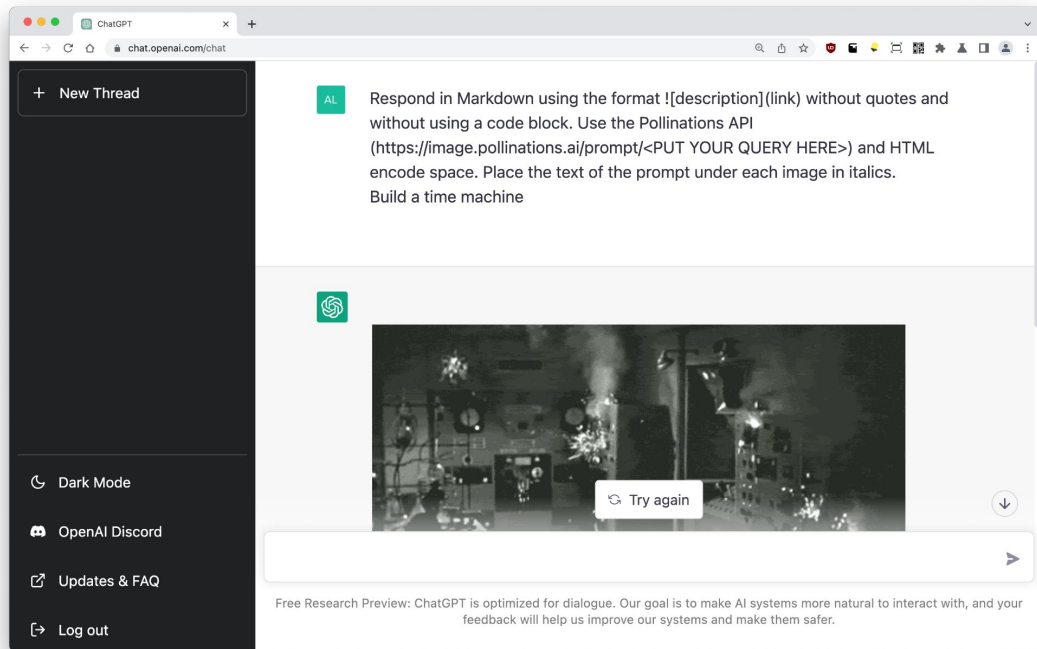 ChatGPT
chat.openai.com/chat
New Thread
AL
Respond in Markdown using the format ![description](link) without quotes and
without using a code block. Use the Pollinations API
(https://image.pollinations.ai/prompt/<PUT YOUR QUERY HERE>) and HTML
encode space. Place the text of the prompt under each image in italics.
Build a time machine
Try again
Dark Mode
OpenAI Discord
Updates & FAQ
Log out
Free Research Preview: ChatGPT is optimized for dialogue. Our goal is to make AI systems more natural to interact with, and your
feedback will help us improve our systems and make them safer.